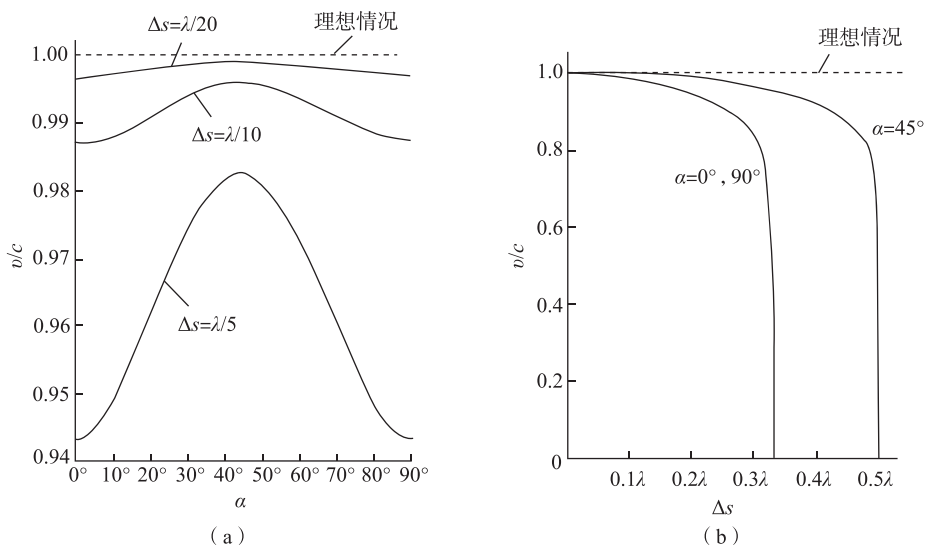 Δs=λ/20
理想情况
1.00
0.99
Δs=λ/10
0.98
0.97
υ/c
0.96
Δs=λ/5
0.95
0.94
0° 10° 20° 30° 40° 50° 60° 70° 80° 90°
α
(a)
理想情况
1.0
α=45°
0.8
α=0°,90°
0.6
υ/c
0.4
0.2
0
0.1λ 0.2λ 0.3λ 0.4λ 0.5λ
Δs
(b)